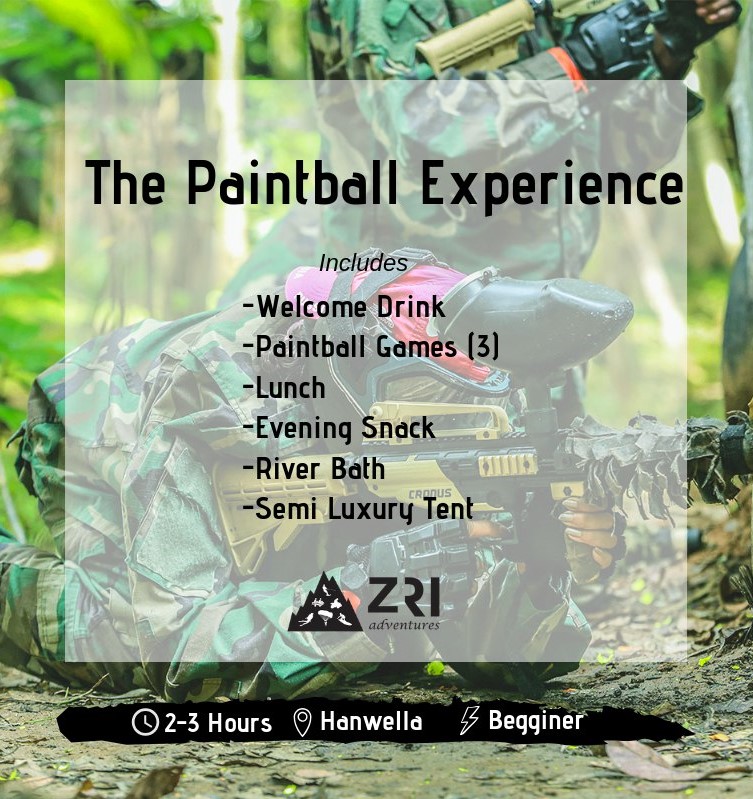 The Paintball Experience
Includes
-Welcome Drink
-Paintball Games (3)
-Lunch
-Evening Snack
-River Bath
-Semi Luxury Tent
CRONUS
ZRI
adventures
2-3 Hours Hanwella Begginer